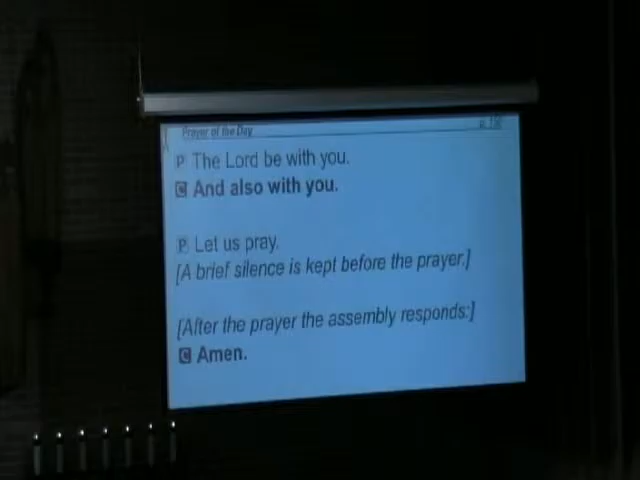 Prayer of the Day
P The Lord be with you.
C And also with you.
P Let us pray.
[A brief silence is kept before the prayer.]
[After the prayer the assembly responds:]
C Amen.